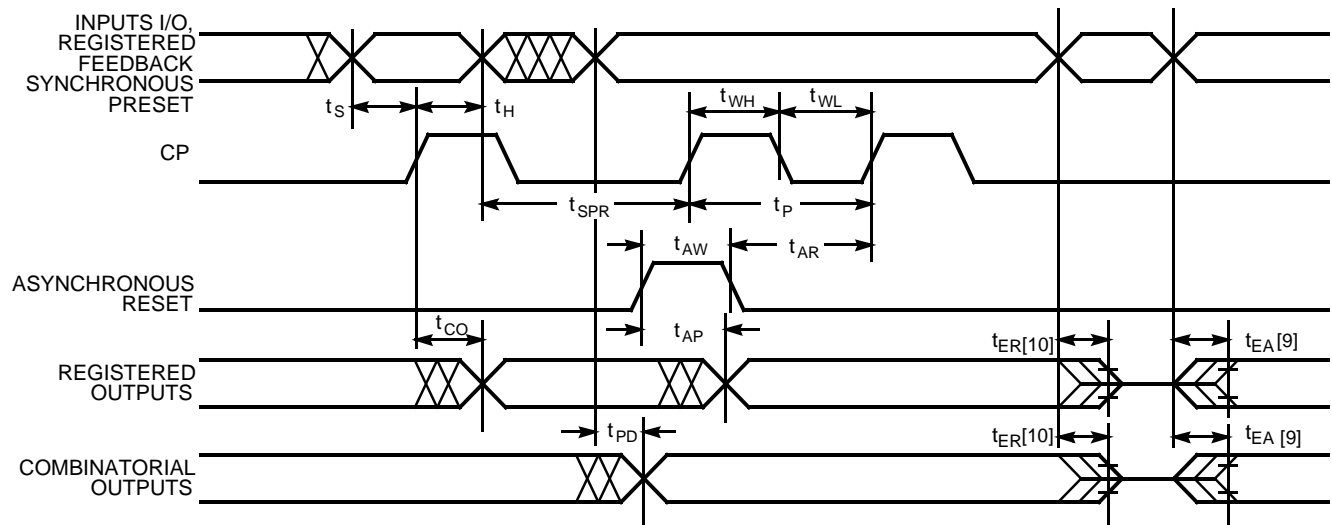 INPUTS I/O,
REGISTERED
FEEDBACK
SYNCHRONOUS
PRESET
tS
tH
tWH
tWL
CP
tSPR
tP
tAW
tAR
ASYNCHRONOUS
RESET
tCO
tAP
tER[10]
tEA[9]
REGISTERED
OUTPUTS
tPD
tER[10]
tEA [9]
COMBINATORIAL
OUTPUTS